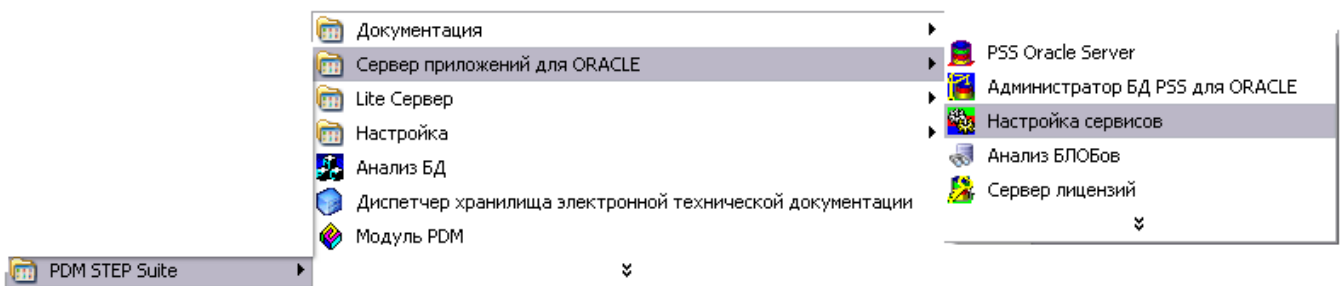 Документация
Сервер приложений для ORACLE
Lite Сервер
Настройка
Анализ БД
Диспетчер хранилища электронной технической документации
Модуль PDM
PDM STEP Suite
PSS Oracle Server
Администратор БД PSS для ORACLE
Настройка сервисов
Анализ БЛОБов
Сервер лицензий